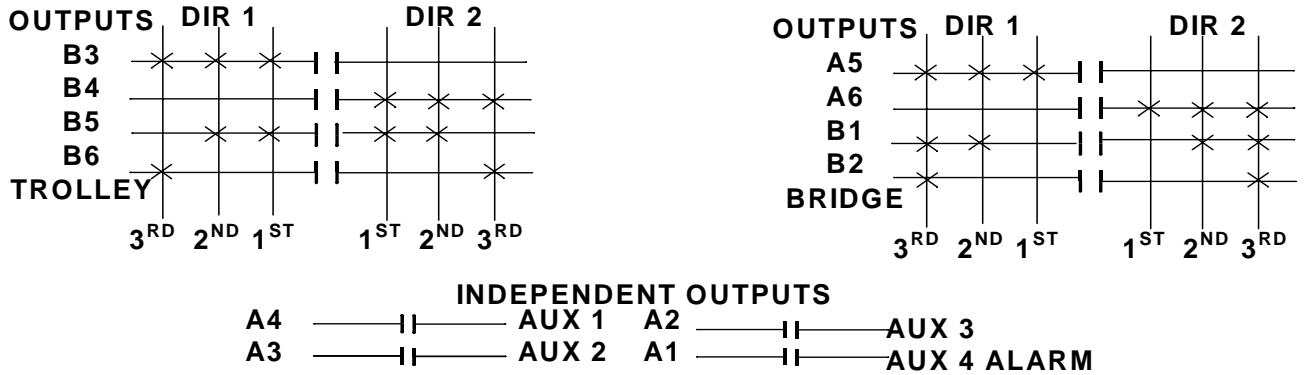 OUTPUTS DIR 1 DIR 2
B3
B4
B5
B6
TROLLEY
3RD 2ND 1ST 1ST 2ND 3RD
OUTPUTS DIR 1 DIR 2
A5
A6
B1
B2
BRIDGE
3RD 2ND 1ST 1ST 2ND 3RD
INDEPENDENT OUTPUTS
A4 AUX 1 A2 AUX 3
A3 AUX 2 A1 AUX 4 ALARM